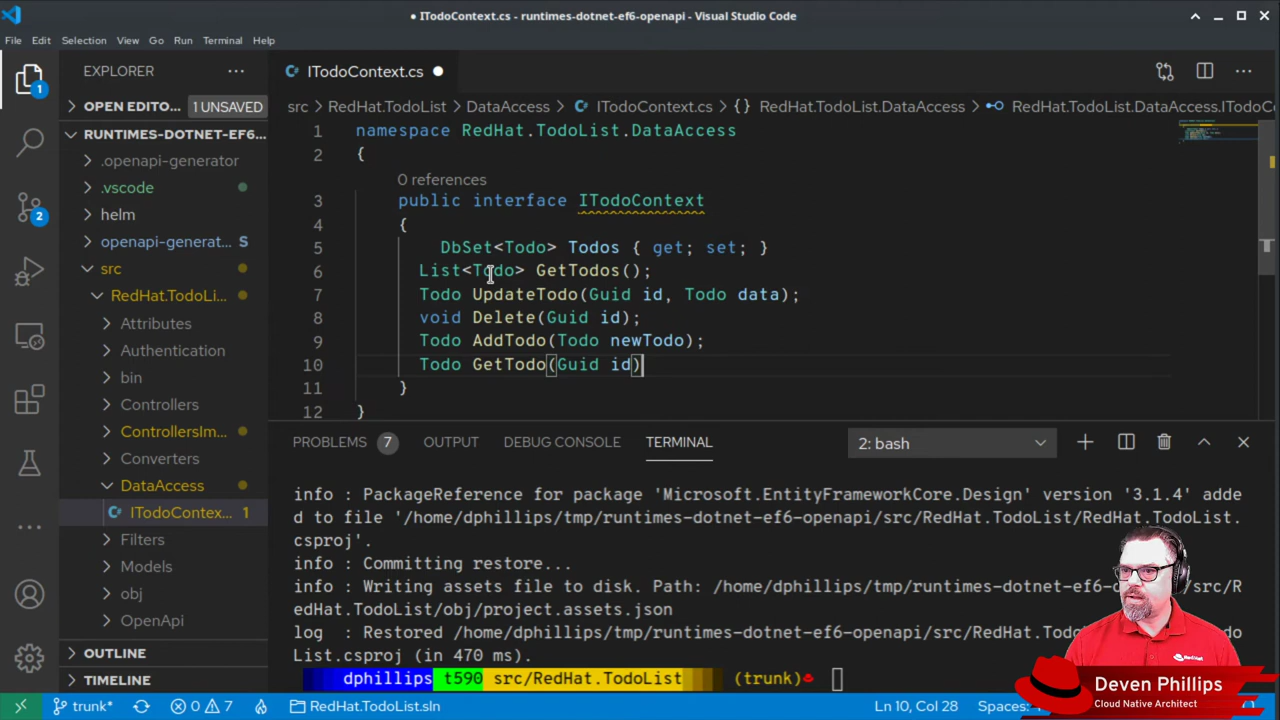 ● ITodoContext.cs - runtimes-dotnet-ef6-openapi - Visual Studio Code
File Edit Selection View Go Run Terminal Help
EXPLORER
ITodoContext.cs ●
OPEN EDITO... 1 UNSAVED
src > RedHat.TodoList > DataAccess > ITodoContext.cs > {} RedHat.TodoList.DataAccess > RedHat.TodoList.DataAccess.ITodoCo
RUNTIMES-DOTNET-EF6...
.openapi-generator
.vscode
helm
openapi-generat... S
src
RedHat.TodoLi...
Attributes
Authentication
bin
Controllers
ControllersIm...
Converters
DataAccess
ITodoContex... 1
Filters
Models
obj
OpenApi
OUTLINE
TIMELINE
1
2
1 namespace RedHat.TodoList.DataAccess
2 {
0 references
3 public interface ITodoContext
4 {
5 DbSet<Todo> Todos { get; set; }
6 List<Todo> GetTodos();
7 Todo UpdateTodo(Guid id, Todo data);
8 void Delete(Guid id);
9 Todo AddTodo(Todo newTodo);
10 Todo GetTodo(Guid id)
11 }
12 }
PROBLEMS 7 OUTPUT DEBUG CONSOLE TERMINAL 2: bash
info : PackageReference for package 'Microsoft.EntityFrameworkCore.Design' version '3.1.4' adde
d to file '/home/dphillips/tmp/runtimes-dotnet-ef6-openapi/src/RedHat.TodoList/RedHat.TodoList.
csproj'.
info : Committing restore...
info : Writing assets file to disk. Path: /home/dphillips/tmp/runtimes-dotnet-ef6-op src/R
edHat.TodoList/obj/project.assets.json
log : Restored /home/dphillips/tmp/runtimes-dotnet-ef6-openapi/src/RedHat.Tod Todo
List.csproj (in 470 ms).
dphillips t590 src/RedHat.TodoList (trunk)
Red Hat
Deven Phillips
Cloud Native Architect
trunk* 0 7 RedHat.TodoList.sln Ln 10, Col 28 Spaces: